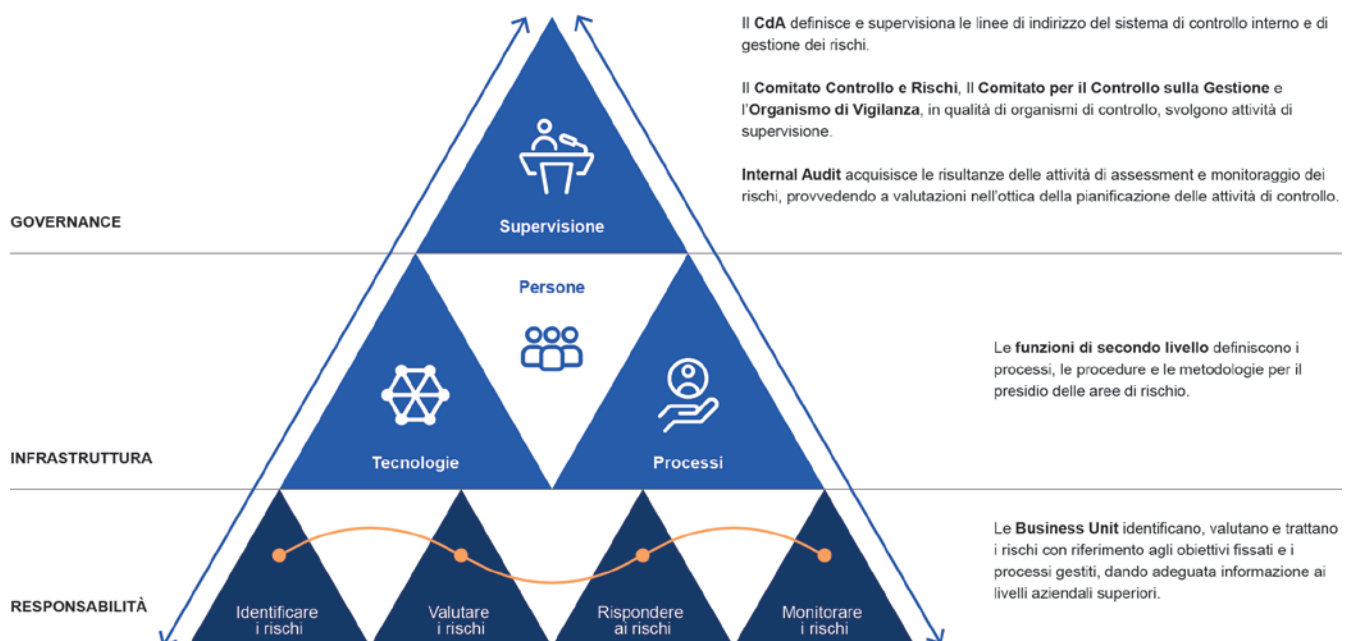 Il CdA definisce e supervisiona le linee di indirizzo del sistema di controllo interno e di
gestione dei rischi.
Il Comitato Controllo e Rischi, Il Comitato per il Controllo sulla Gestione e
l'Organismo di Vigilanza, in qualità di organismi di controllo, svolgono attività di
supervisione.
Internal Audit acquisisce le risultanze delle attività di assessment e monitoraggio dei
rischi, provvedendo a valutazioni nell'ottica della pianificazione delle attività di controllo.
GOVERNANCE
Supervisione
Persone
Le funzioni di secondo livello definiscono i
processi, le procedure e le metodologie per il
presidio delle aree di rischio.
INFRASTRUTTURA
Tecnologie
Processi
Le Business Unit identificano, valutano e trattano
i rischi con riferimento agli obiettivi fissati e i
processi gestiti, dando adeguata informazione ai
livelli aziendali superiori.
RESPONSABILITÀ
Identificare
i rischi
Valutare
i rischi
Rispondere
ai rischi
Monitorare
i rischi